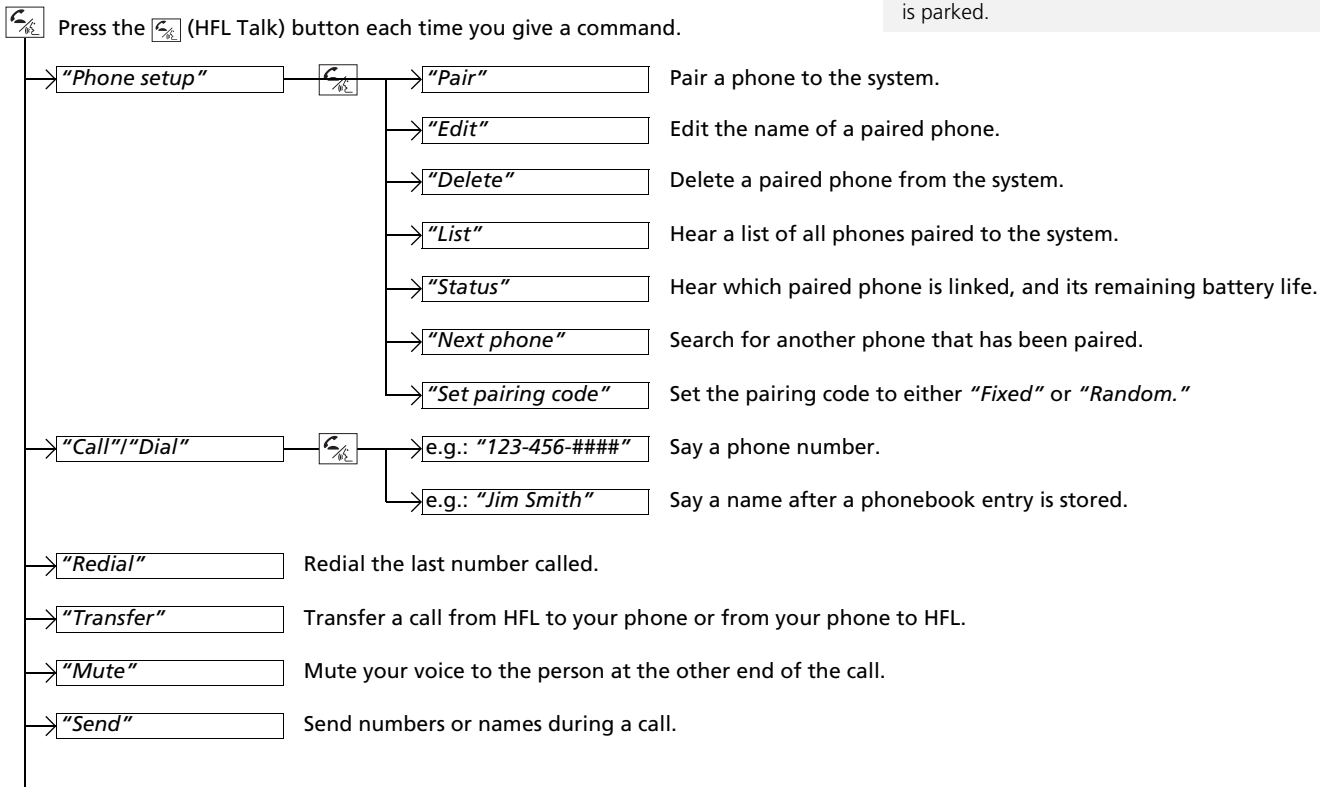 is parked.
Press the (HFL Talk) button each time you give a command.
"Phone setup"
"Pair" Pair a phone to the system.
"Edit" Edit the name of a paired phone.
"Delete" Delete a paired phone from the system.
"List" Hear a list of all phones paired to the system.
"Status" Hear which paired phone is linked, and its remaining battery life.
"Next phone" Search for another phone that has been paired.
"Set pairing code" Set the pairing code to either "Fixed" or "Random."
"Call"/"Dial"
e.g.: "123-456-####" Say a phone number.
e.g.: "Jim Smith" Say a name after a phonebook entry is stored.
"Redial" Redial the last number called.
"Transfer" Transfer a call from HFL to your phone or from your phone to HFL.
"Mute" Mute your voice to the person at the other end of the call.
"Send" Send numbers or names during a call.